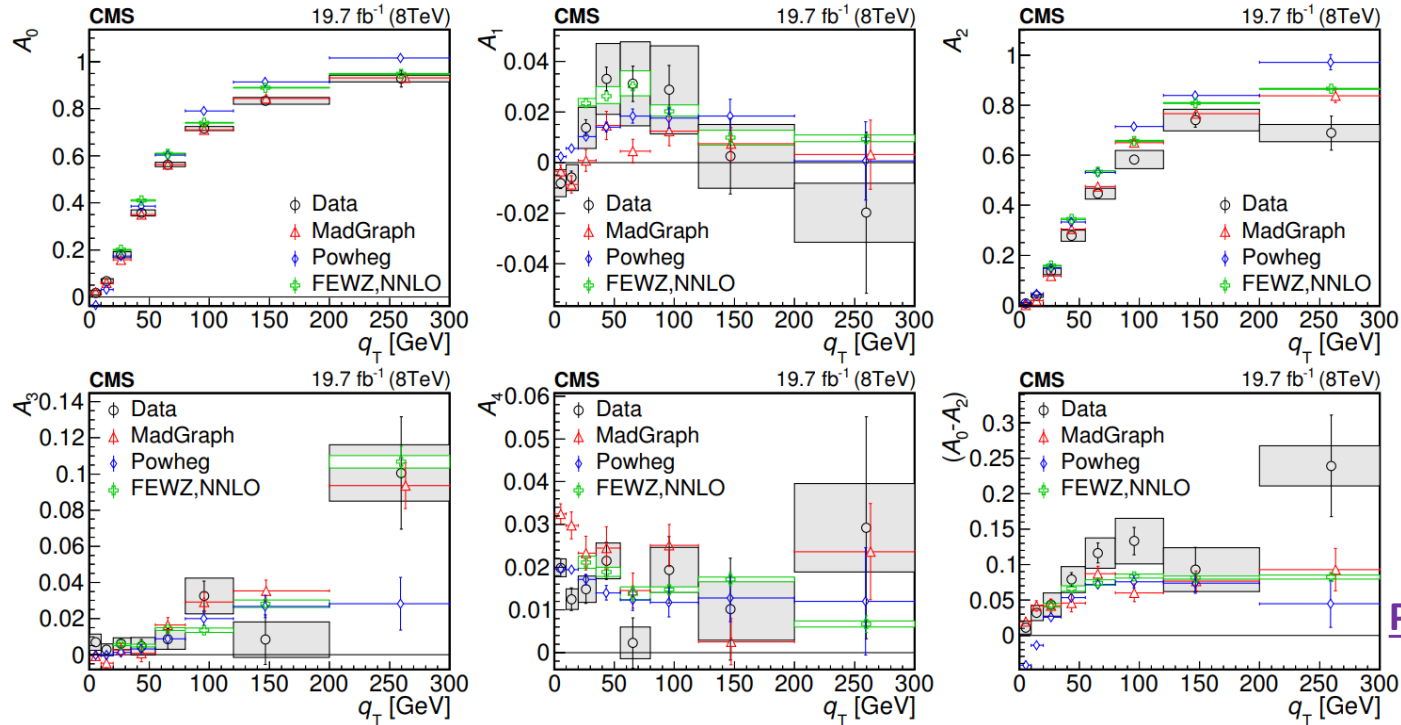 CMS 19.7 fb⁻¹ (8TeV)
A₀
1
0.8
0.6
0.4
0.2
0
Data
MadGraph
Powheg
FEWZ,NNLO
0 50 100 150 200 250 300
q_T [GeV]
CMS 19.7 fb⁻¹ (8TeV)
A₁
0.04
0.02
0
-0.02
-0.04
Data
MadGraph
Powheg
FEWZ,NNLO
0 50 100 150 200 250 300
q_T [GeV]
CMS 19.7 fb⁻¹ (8TeV)
A₂
1
0.8
0.6
0.4
0.2
0
Data
MadGraph
Powheg
FEWZ,NNLO
0 50 100 150 200 250 300
q_T [GeV]
CMS 19.7 fb⁻¹ (8TeV)
A₃
0.14
0.12
0.1
0.08
0.06
0.04
0.02
0
Data
MadGraph
Powheg
FEWZ,NNLO
0 50 100 150 200 250 300
q_T [GeV]
CMS 19.7 fb⁻¹ (8TeV)
A₄
0.06
0.05
0.04
0.03
0.02
0.01
0
Data
MadGraph
Powheg
FEWZ,NNLO
0 50 100 150 200 250 300
q_T [GeV]
CMS 19.7 fb⁻¹ (8TeV)
(A₀-A₂)
0.3
0.25
0.2
0.15
0.1
0.05
0
Data
MadGraph
Powheg
FEWZ,NNLO
0 50 100 150 200 250 300
q_T [GeV]